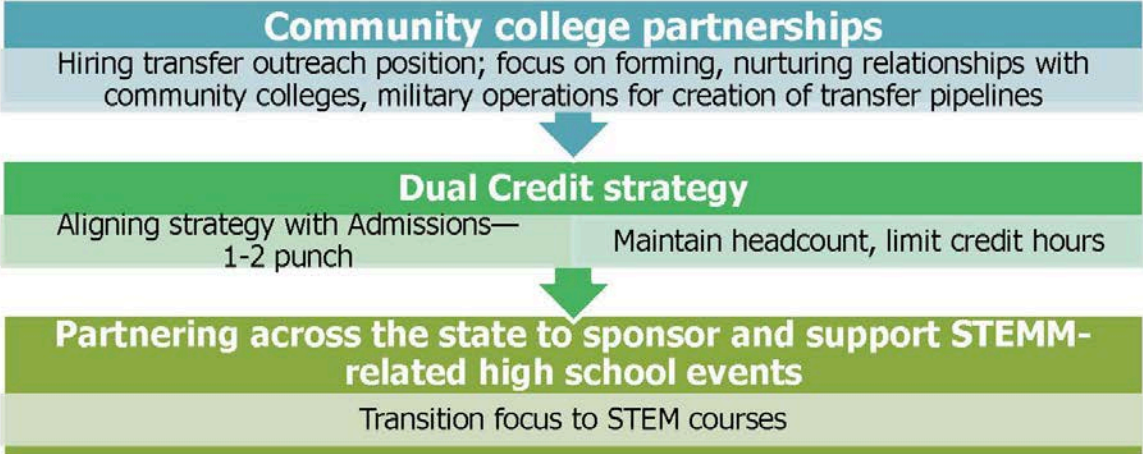 Community college partnerships
Hiring transfer outreach position; focus on forming, nurturing relationships with
community colleges, military operations for creation of transfer pipelines
Dual Credit strategy
Aligning strategy with Admissions—
1-2 punch
Maintain headcount, limit credit hours
Partnering across the state to sponsor and support STEMM-
related high school events
Transition focus to STEM courses